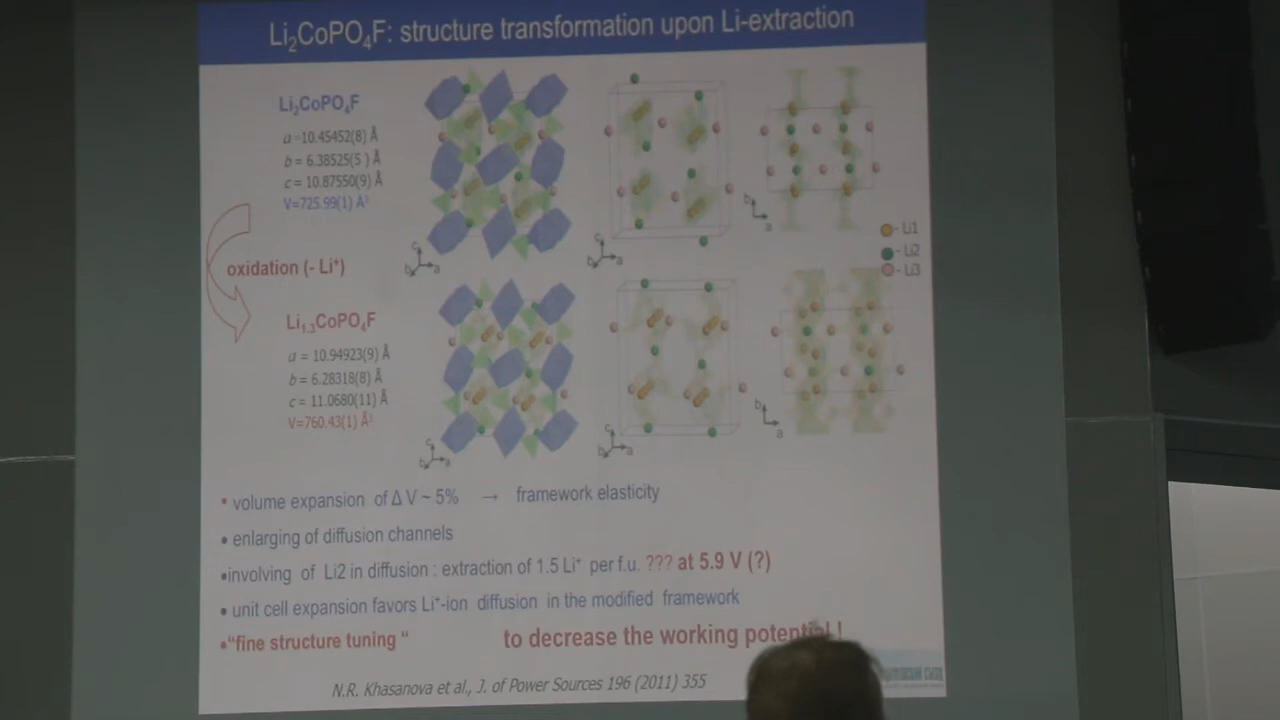 Li₂CoPO₄F: structure transformation upon Li-extraction
Li₂CoPO₄F
a =10.45452(8) Å
b = 6.38525(5 ) Å
c = 10.87550(9) Å
V=725.99(1) Å³
oxidation (- Li⁺)
Li₁.₃CoPO₄F
a = 10.94923(9) Å
b = 6.28318(8) Å
c = 11.0680(11) Å
V=760.43(1) Å³
c
b a
c
b a
b
a
- Li1
- Li2
- Li3
c
b a
c
b a
b
a
• volume expansion of Δ V ~ 5% → framework elasticity
• enlarging of diffusion channels
•involving of Li2 in diffusion : extraction of 1.5 Li⁺ per f.u. ??? at 5.9 V (?)
• unit cell expansion favors Li⁺-ion diffusion in the modified framework
•"fine structure tuning " to decrease the working potential !
N.R. Khasanova et al., J. of Power Sources 196 (2011) 355